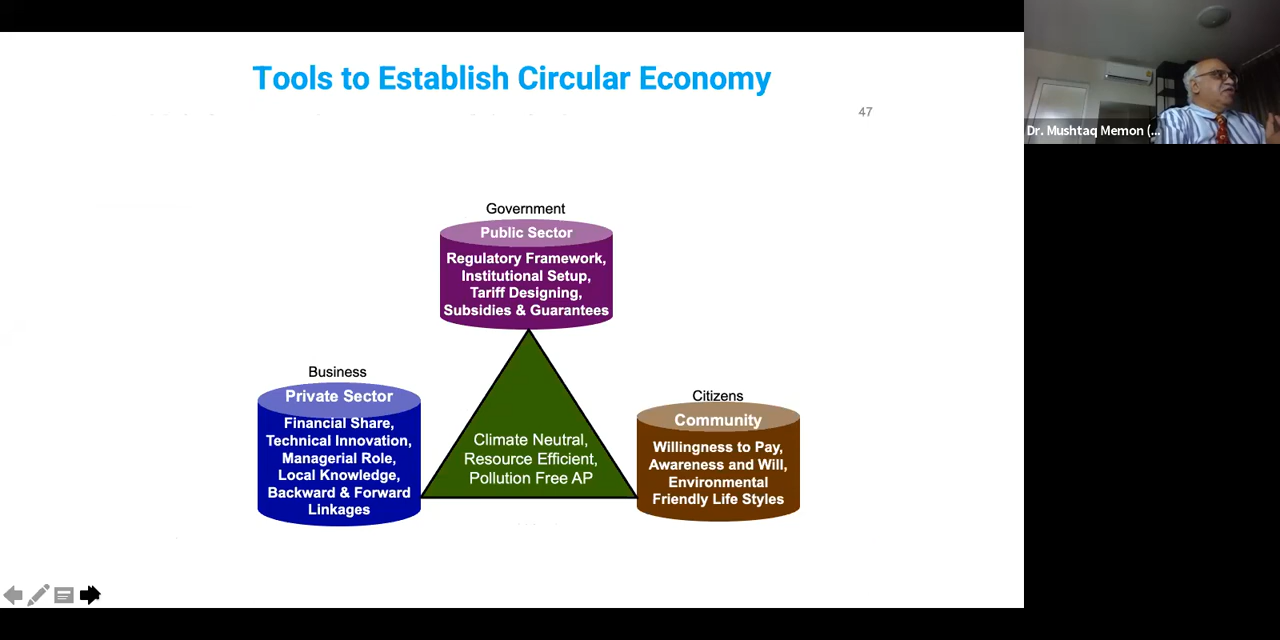 Tools to Establish Circular Economy
47
Government
Public Sector
Regulatory Framework,
Institutional Setup,
Tariff Designing,
Subsidies & Guarantees
Business
Private Sector
Financial Share,
Technical Innovation,
Managerial Role,
Local Knowledge,
Backward & Forward
Linkages
Climate Neutral,
Resource Efficient,
Pollution Free AP
Citizens
Community
Willingness to Pay,
Awareness and Will,
Environmental
Friendly Life Styles
Dr. Mushtaq Memon (...